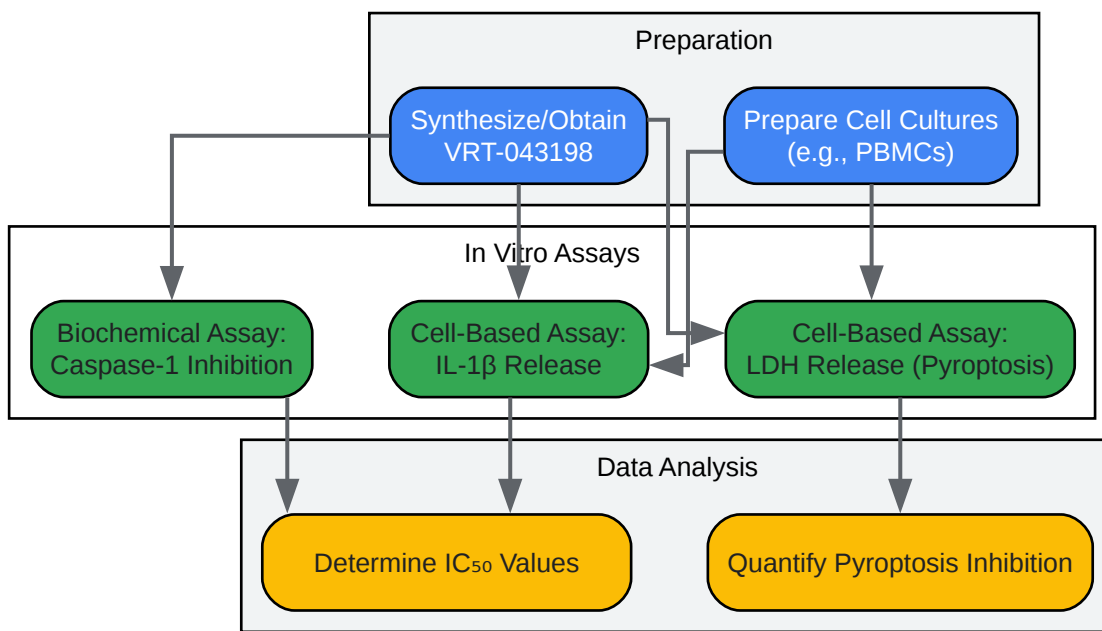 Preparation
Synthesize/Obtain
VRT-043198
Prepare Cell Cultures
(e.g., PBMCs)
In Vitro Assays
Biochemical Assay:
Caspase-1 Inhibition
Cell-Based Assay:
IL-1β Release
Cell-Based Assay:
LDH Release (Pyroptosis)
Data Analysis
Determine IC₅₀ Values
Quantify Pyroptosis Inhibition